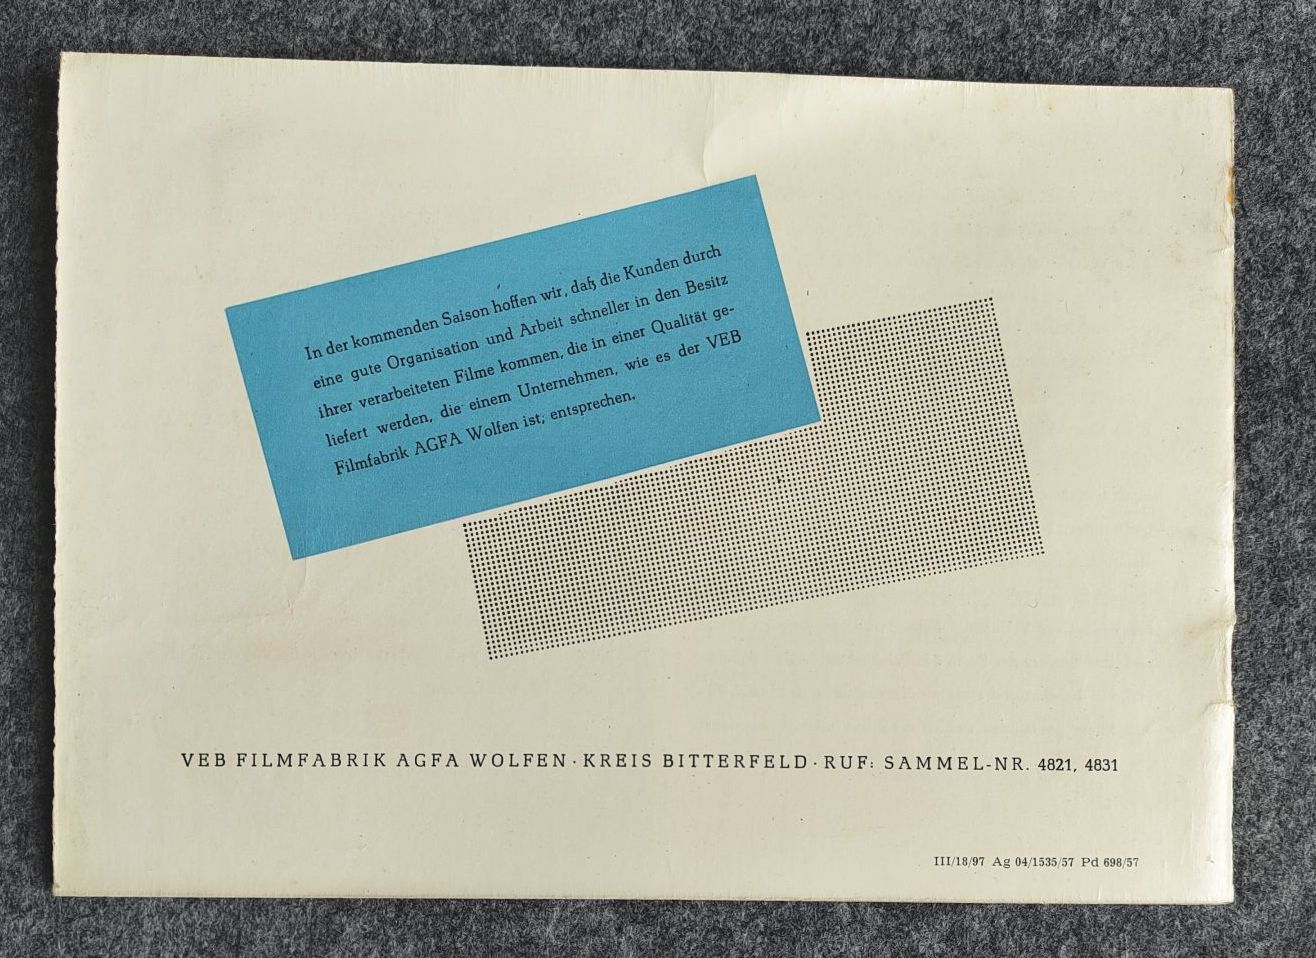 In der kommenden Saison hoffen wir, daß die Kunden durch
eine gute Organisation und Arbeit schneller in den Besitz
ihrer verarbeiteten Filme kommen, die in einer Qualität ge-
liefert werden, die einem Unternehmen, wie es der VEB
Filmfabrik AGFA Wolfen ist, entsprechen.
VEB FILMFABRIK AGFA WOLFEN · KREIS BITTERFELD · RUF: SAMMEL-NR. 4821, 4831
III/18/97 Ag 04/1535/57 Pd 698/57